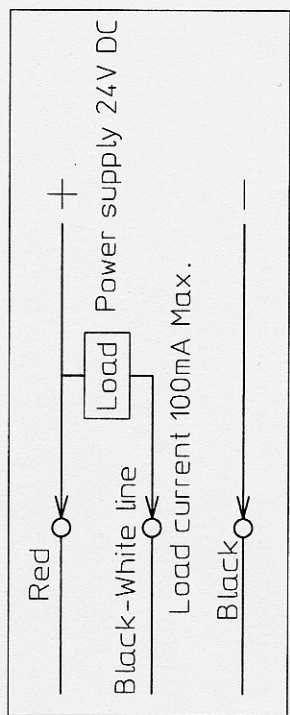 Red
+
Load
Power supply 24V DC
Black-White line
Load current 100mA Max.
Black
-